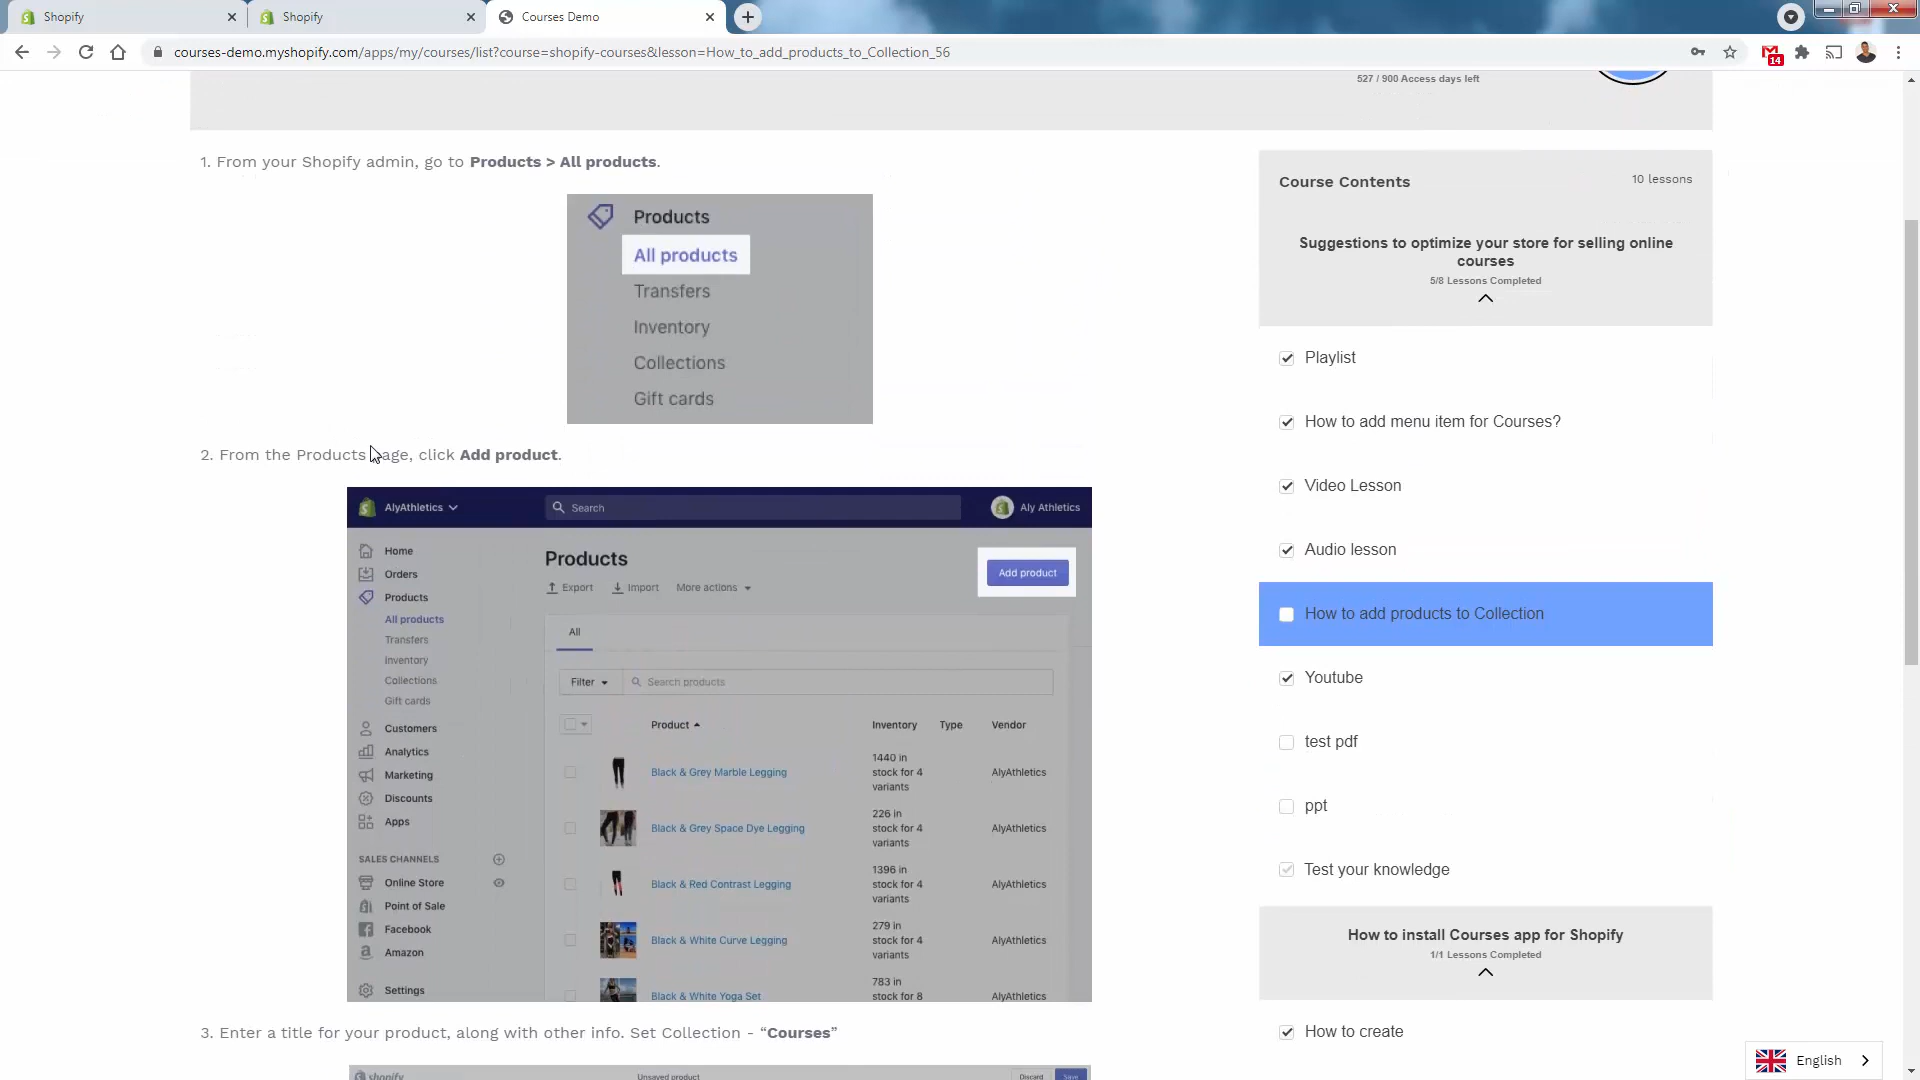 Shopify
Shopify
Courses Demo
courses-demo.myshopify.com/apps/my/courses/list?course=shopify-courses&lesson=How_to_add_products_to_Collection_56
14
527 / 900 Access days left
1. From your Shopify admin, go to Products > All products.
Products
All products
Transfers
Inventory
Collections
Gift cards
2. From the Products page, click Add product.
AlyAthletics
Search
Aly Athletics
Home
Orders
Products
All products
Transfers
Inventory
Collections
Gift cards
Customers
Analytics
Marketing
Discounts
Apps
SALES CHANNELS
Online Store
Point of Sale
Facebook
Amazon
Settings
Products
Export Import More actions
Add product
All
Filter Search products
Product Inventory Type Vendor
Black & Grey Marble Legging
1440 in
stock for 4
variants
AlyAthletics
Black & Grey Space Dye Legging
226 in
stock for 4
variants
AlyAthletics
Black & Red Contrast Legging
1396 in
stock for 4
variants
AlyAthletics
Black & White Curve Legging
279 in
stock for 4
variants
AlyAthletics
Black & White Yoga Set
783 in
stock for 8
AlyAthletics
3. Enter a title for your product, along with other info. Set Collection - “Courses”
shopify Unsaved product Discard Save
Course Contents
10 lessons
Suggestions to optimize your store for selling online
courses
5/8 Lessons Completed
Playlist
How to add menu item for Courses?
Video Lesson
Audio lesson
How to add products to Collection
Youtube
test pdf
ppt
Test your knowledge
How to install Courses app for Shopify
1/1 Lessons Completed
How to create
English